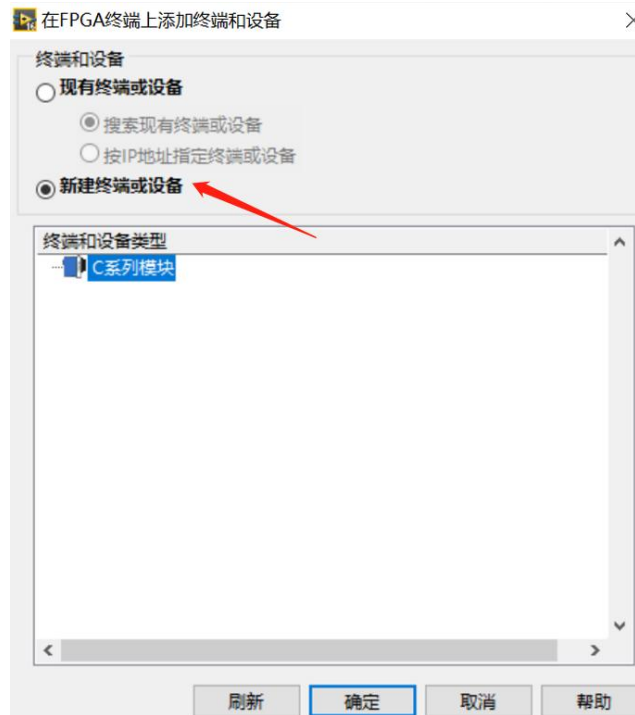 在FPGA终端上添加终端和设备
终端和设备
现有终端或设备
搜索现有终端或设备
按IP地址指定终端或设备
新建终端或设备
终端和设备类型
C系列模块
刷新
确定
取消
帮助